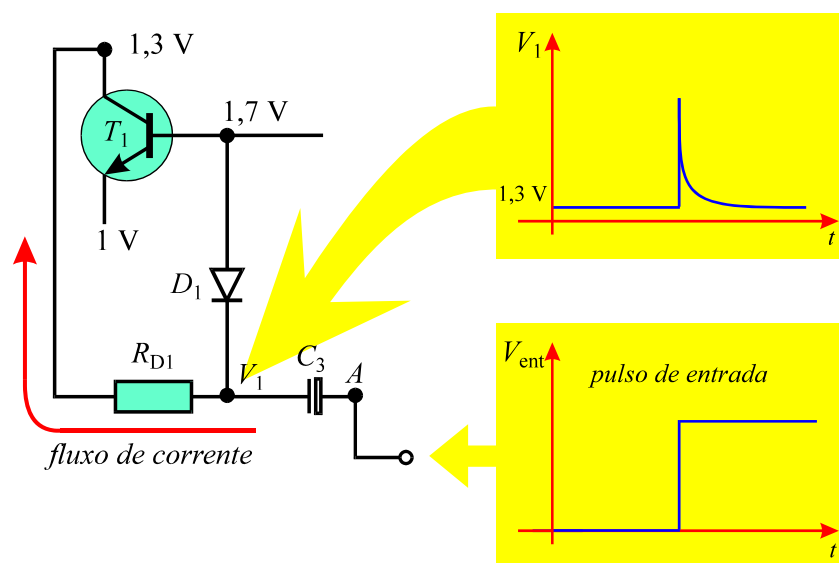 1,3 V
T1
1,7 V
1 V
D1
RD1
V1
C3
A
fluxo de corrente
V1
1,3 V
t
Vent
pulso de entrada
t